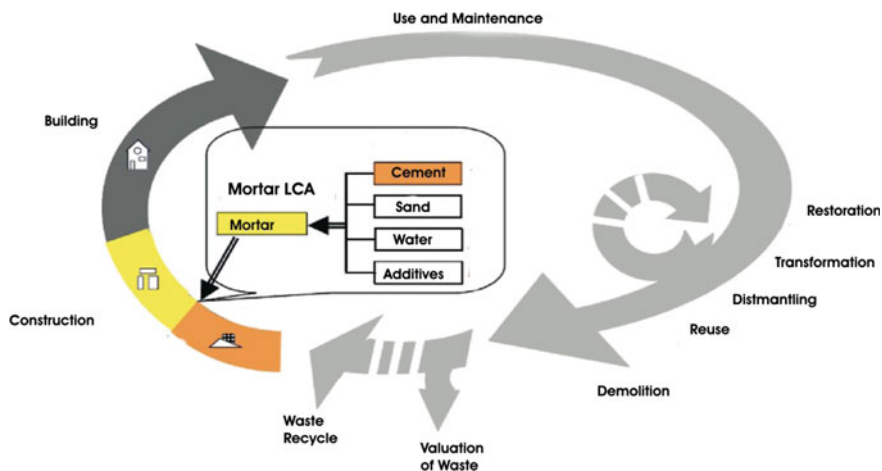 Use and Maintenance
Building
Cement
Mortar LCA
Sand
Mortar
Water
Additives
Restoration
Transformation
Distmantling
Reuse
Construction
Demolition
Waste
Recycle
Valuation
of Waste